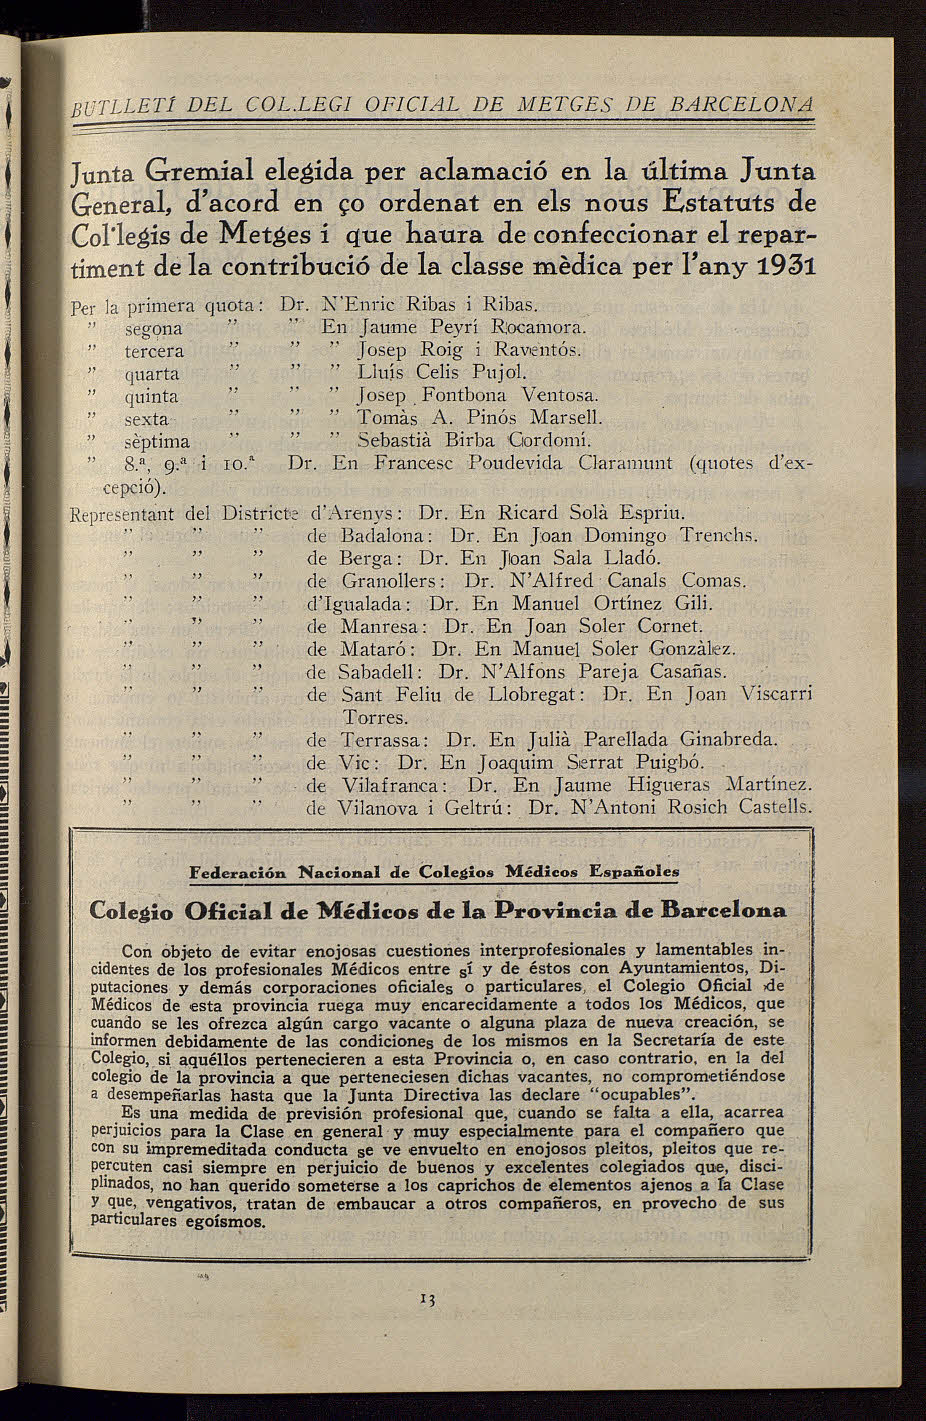 BUTLLETÍ DEL COL.LEGI OFICIAL DE METGES DE BARCELONA
Junta Gremial elegida per aclamació en la última Junta
General, d'acord en ço ordenat en els nous Estatuts de
Col·legis de Metges i que haura de confeccionar el repar-
timent de la contribució de la classe mèdica per l'any 1931
Per la primera quota: Dr. N'Enric Ribas i Ribas.
" segona " " En Jaume Peyrí Rocamora.
" tercera " " " Josep Roig i Raventós.
" quarta " " " Lluís Celis Pujol.
" quinta " " " Josep Fontbona Ventosa.
" sexta " " " Tomàs A. Pinós Marsell.
" sèptima " " " Sebastià Birba Cordomí.
" 8.ª, 9.ª i 10.ª Dr. En Francesc Poudevida Claramunt (quotes d'ex-
cepció).
Representant del Districte d'Arenys: Dr. En Ricard Solà Espriu.
" " " de Badalona: Dr. En Joan Domingo Trenchs.
" " " de Berga: Dr. En Joan Sala Lladó.
" " " de Granollers: Dr. N'Alfred Canals Comas.
" " " d'Igualada: Dr. En Manuel Ortínez Gili.
" " " de Manresa: Dr. En Joan Soler Cornet.
" " " de Mataró: Dr. En Manuel Soler Gonzàlez.
" " " de Sabadell: Dr. N'Alfons Pareja Casañas.
" " " de Sant Feliu de Llobregat: Dr. En Joan Viscarri
Torres.
" " " de Terrassa: Dr. En Julià Parellada Ginabreda.
" " " de Vic: Dr. En Joaquim Serrat Puigbó.
" " " de Vilafranca: Dr. En Jaume Higueras Martínez.
" " " de Vilanova i Geltrú: Dr. N'Antoni Rosich Castells.
Federación Nacional de Colegios Médicos Españoles
Colegio Oficial de Médicos de la Provincia de Barcelona
Con objeto de evitar enojosas cuestiones interprofesionales y lamentables in-
cidentes de los profesionales Médicos entre sí y de éstos con Ayuntamientos, Di-
putaciones y demás corporaciones oficiales o particulares, el Colegio Oficial de
Médicos de esta provincia ruega muy encarecidamente a todos los Médicos, que
cuando se les ofrezca algún cargo vacante o alguna plaza de nueva creación, se
informen debidamente de las condiciones de los mismos en la Secretaría de este
Colegio, si aquéllos pertenecieren a esta Provincia o, en caso contrario, en la del
colegio de la provincia a que perteneciesen dichas vacantes, no comprometiéndose
a desempeñarlas hasta que la Junta Directiva las declare "ocupables".
Es una medida de previsión profesional que, cuando se falta a ella, acarrea
perjuicios para la Clase en general y muy especialmente para el compañero que
con su impremeditada conducta se ve envuelto en enojosos pleitos, pleitos que re-
percuten casi siempre en perjuicio de buenos y excelentes colegiados que, disci-
plinados, no han querido someterse a los caprichos de elementos ajenos a la Clase
y que, vengativos, tratan de embaucar a otros compañeros, en provecho de sus
particulares egoísmos.
13